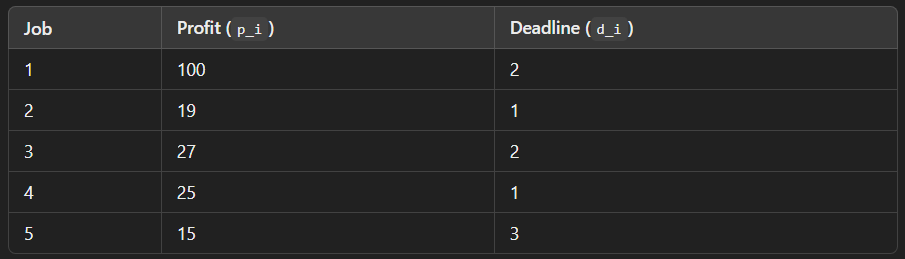 Job Profit (p_i) Deadline (d_i)
1 100 2
2 19 1
3 27 2
4 25 1
5 15 3